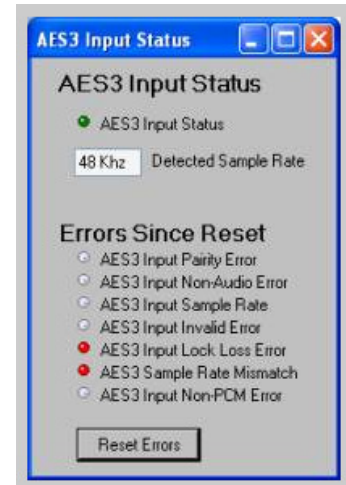 AES3 Input Status
AES3 Input Status
AES3 Input Status
48 Khz Detected Sample Rate
Errors Since Reset
AES3 Input Pairity Error
AES3 Input Non-Audio Error
AES3 Input Sample Rate
AES3 Input Invalid Error
AES3 Input Lock Loss Error
AES3 Sample Rate Mismatch
AES3 Input Non-PCM Error
Reset Errors